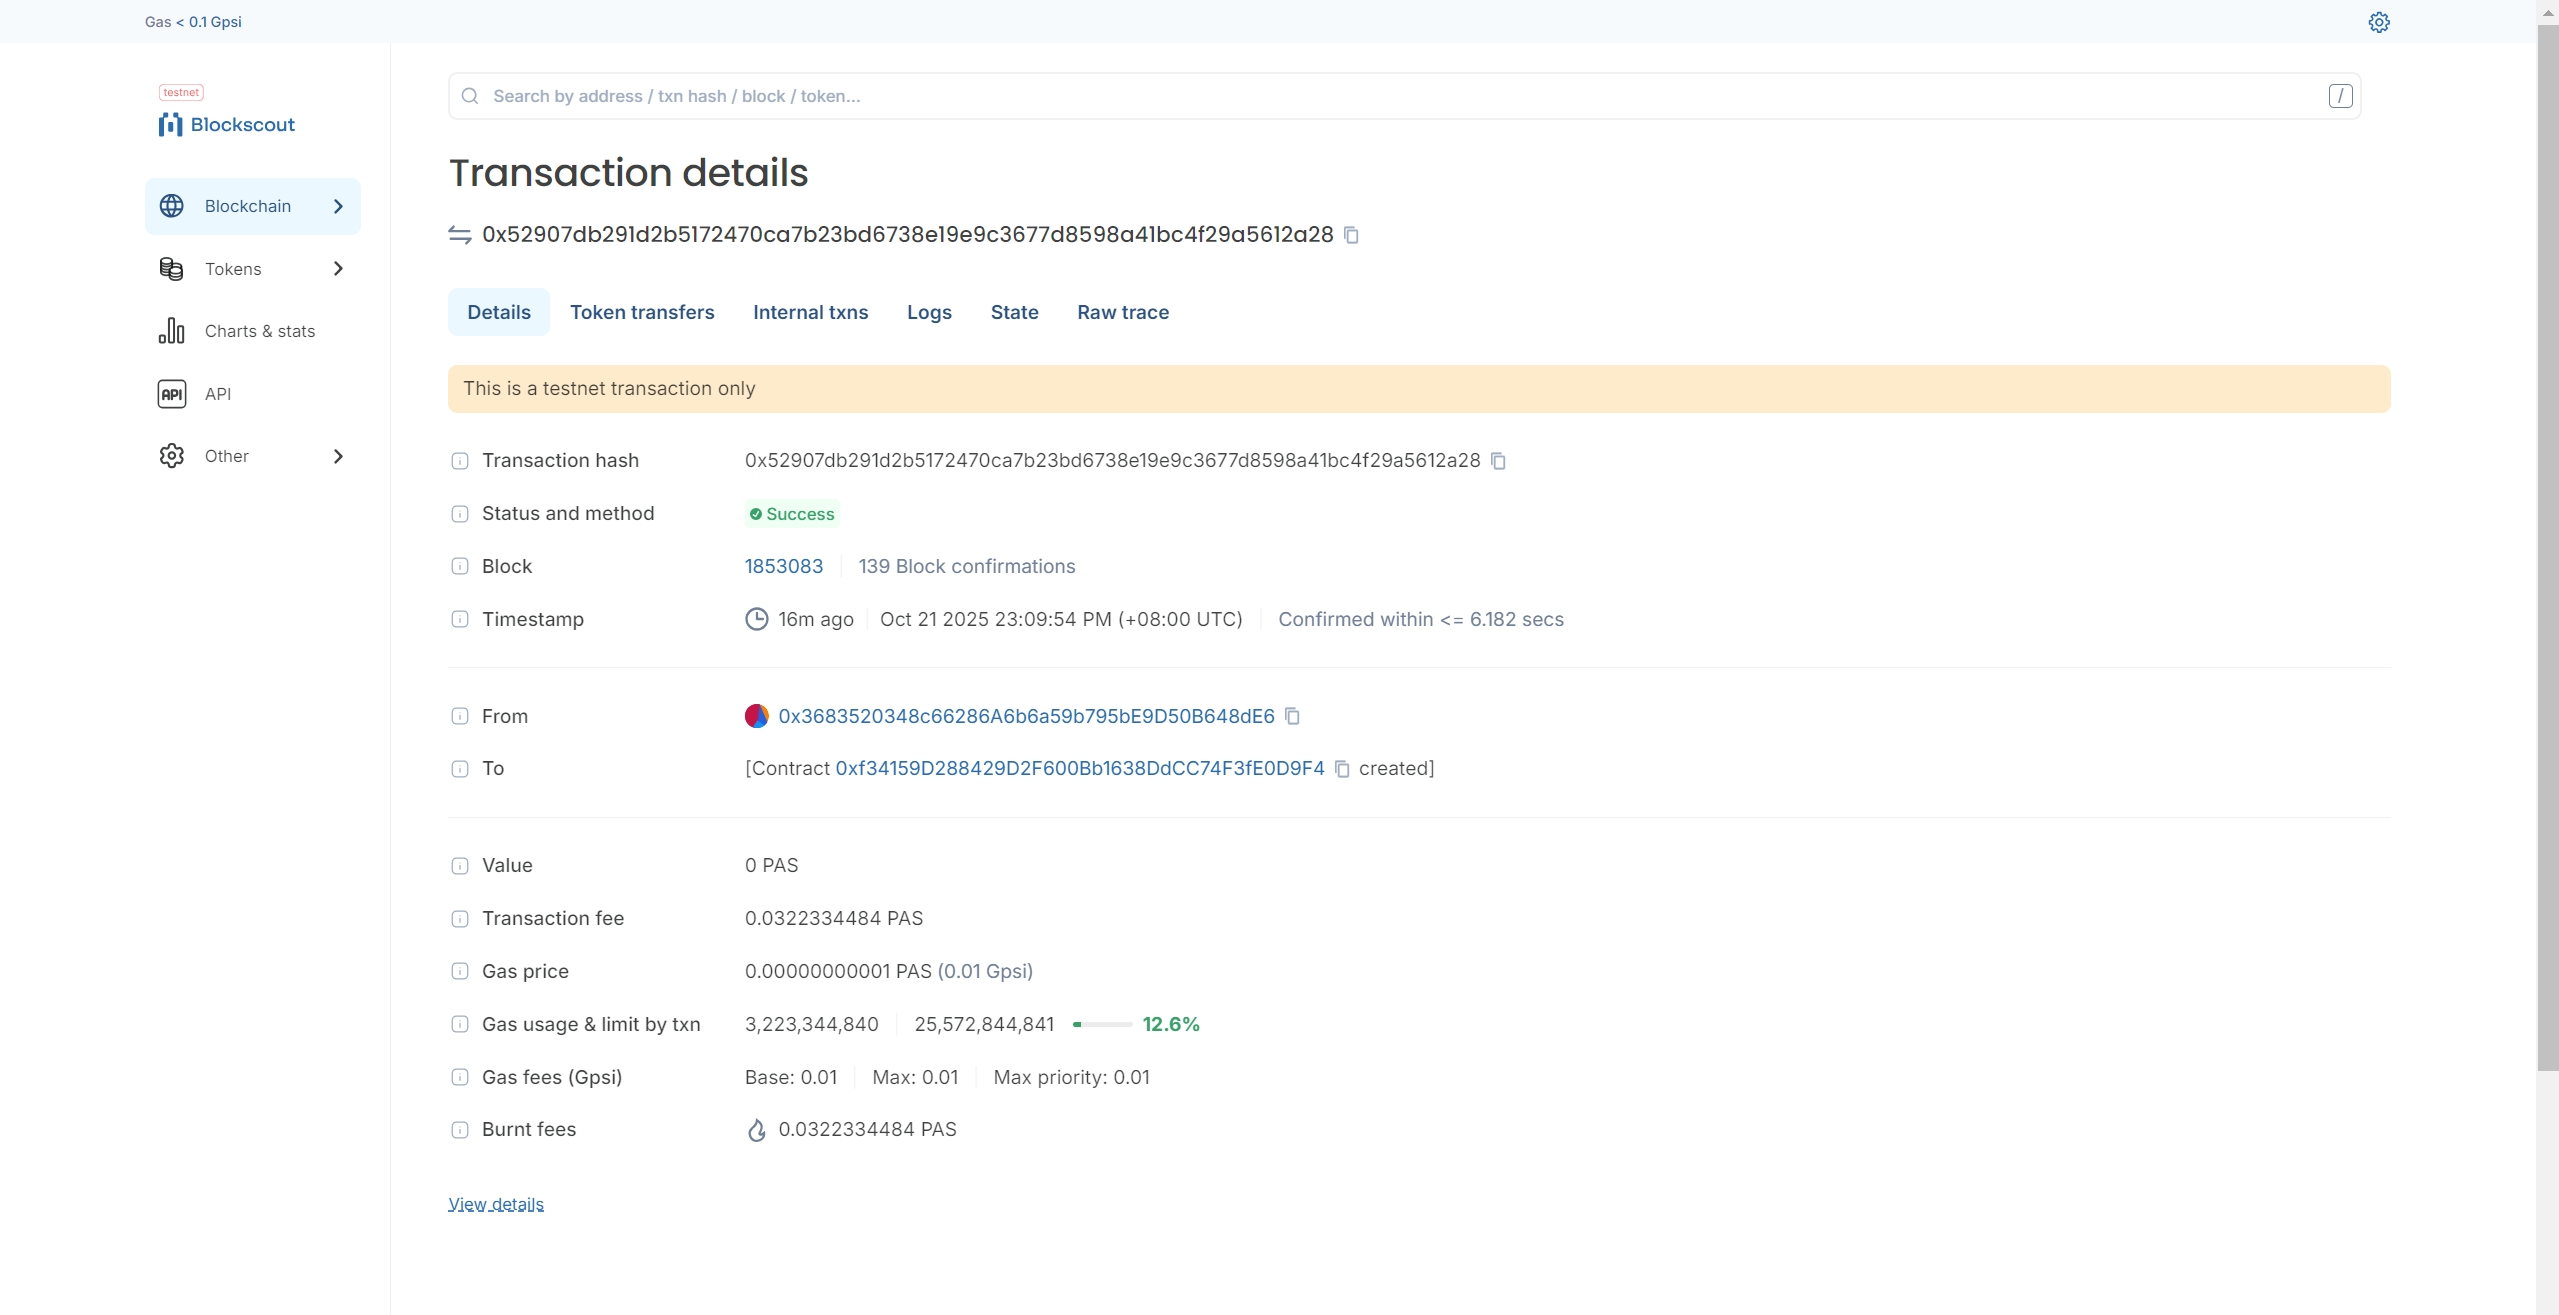 Gas < 0.1 Gpsi
testnet
Blockscout
Blockchain
Tokens
Charts & stats
API
API
Other
Search by address / txn hash / block / token...
/
Transaction details
0x52907db291d2b5172470ca7b23bd6738e19e9c3677d8598a41bc4f29a5612a28
Details Token transfers Internal txns Logs State Raw trace
This is a testnet transaction only
Transaction hash 0x52907db291d2b5172470ca7b23bd6738e19e9c3677d8598a41bc4f29a5612a28
Status and method Success
Block 1853083 139 Block confirmations
Timestamp 16m ago Oct 21 2025 23:09:54 PM (+08:00 UTC) Confirmed within <= 6.182 secs
From 0x3683520348c66286A6b6a59b795bE9D50B648dE6
To [Contract 0xf34159D288429D2F600Bb1638DdCC74F3fE0D9F4 created]
Value 0 PAS
Transaction fee 0.0322334484 PAS
Gas price 0.00000000001 PAS (0.01 Gpsi)
Gas usage & limit by txn 3,223,344,840 25,572,844,841 12.6%
Gas fees (Gpsi) Base: 0.01 Max: 0.01 Max priority: 0.01
Burnt fees 0.0322334484 PAS
View details